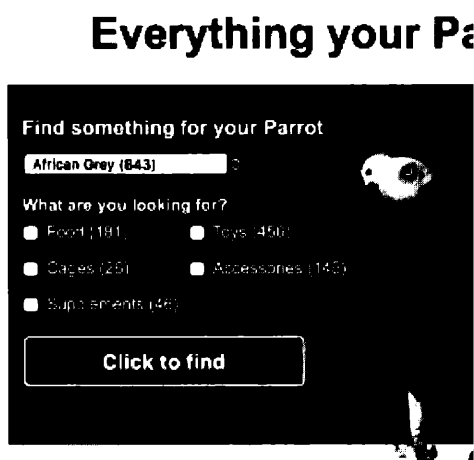 Everything your Pa
Find something for your Parrot
African Grey (843)
What are you looking for?
Food (181) Toys (450)
Cages (25) Accessories (145)
Supplements (46)
Click to find